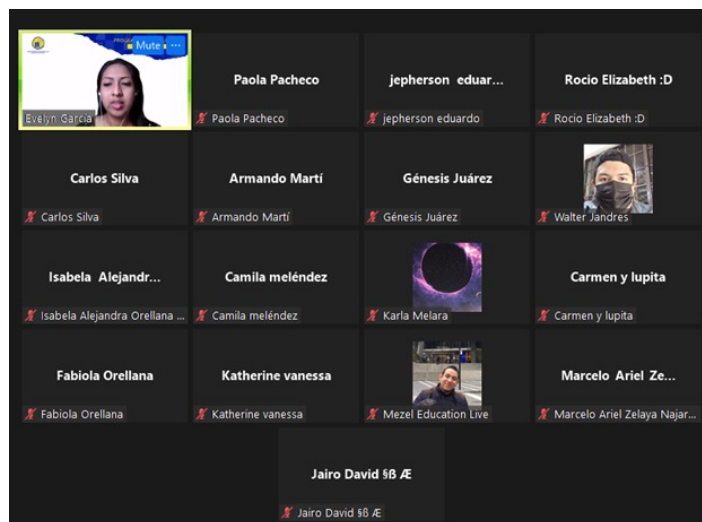 PROGRA
Mute ...
Evelyn García
Paola Pacheco
Paola Pacheco
jepherson eduar...
jepherson eduardo
Rocio Elizabeth :D
Rocio Elizabeth :D
Carlos Silva
Carlos Silva
Armando Martí
Armando Martí
Génesis Juárez
Génesis Juárez
Walter Jandres
Isabela Alejandr...
Isabela Alejandra Orellana ...
Camila meléndez
Camila meléndez
Karla Melara
Carmen y lupita
Carmen y lupita
Fabiola Orellana
Fabiola Orellana
Katherine vanessa
Katherine vanessa
Mezel Education Live
Marcelo Ariel Ze...
Marcelo Ariel Zelaya Najar...
Jairo David §ß Æ
Jairo David §ß Æ